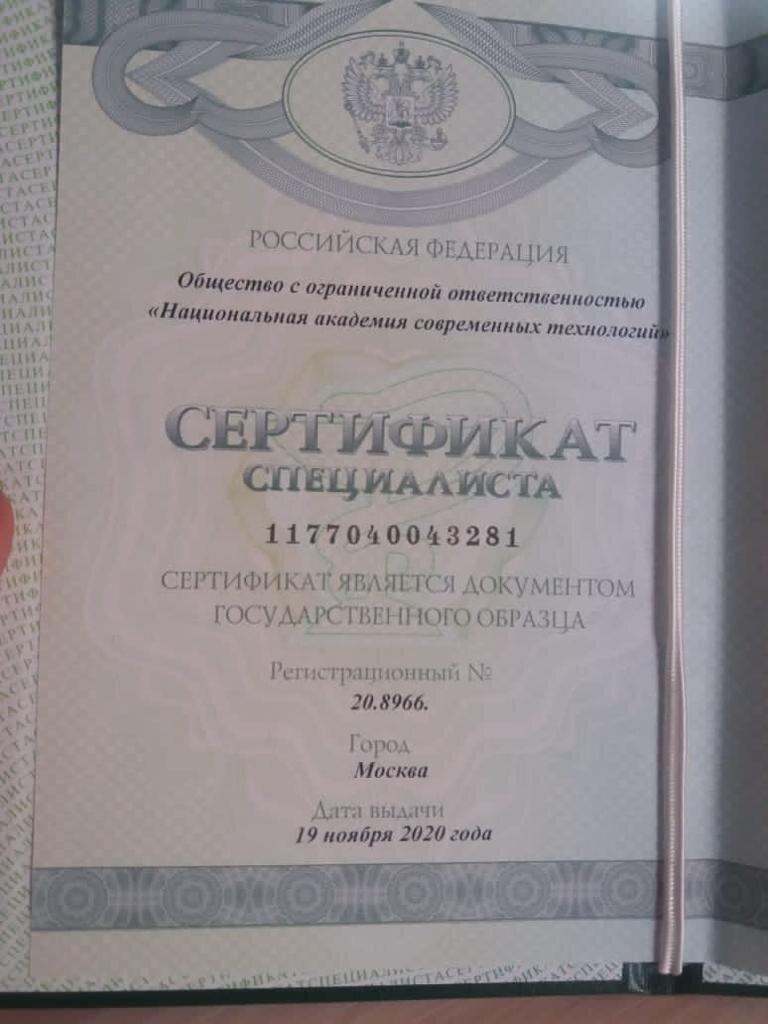 РОССИЙСКАЯ ФЕДЕРАЦИЯ
Общество с ограниченной ответственностью
«Национальная академия современных технологий»
СЕРТИФИКАТ
СПЕЦИАЛИСТА
1177040043281
СЕРТИФИКАТ ЯВЛЯЕТСЯ ДОКУМЕНТОМ
ГОСУДАРСТВЕННОГО ОБРАЗЦА
Регистрационный №
20.8966.
Город
Москва
Дата выдачи
19 ноября 2020 года